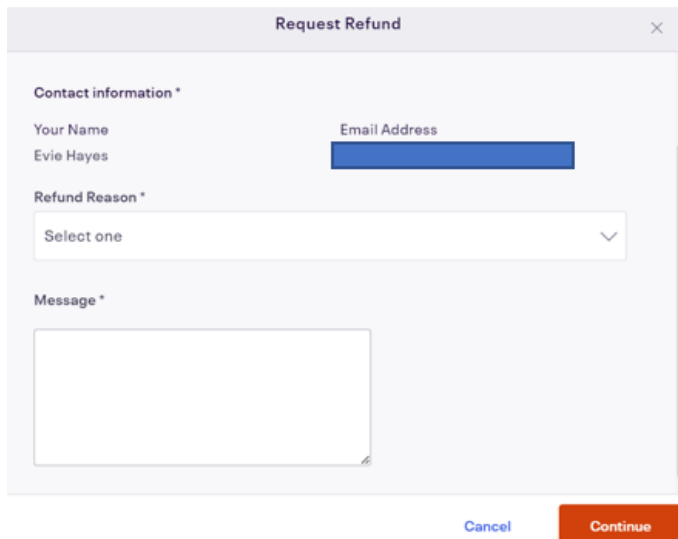 Request Refund
Contact information *
Your Name Email Address
Evie Hayes
Refund Reason *
Select one
Message *
Cancel Continue